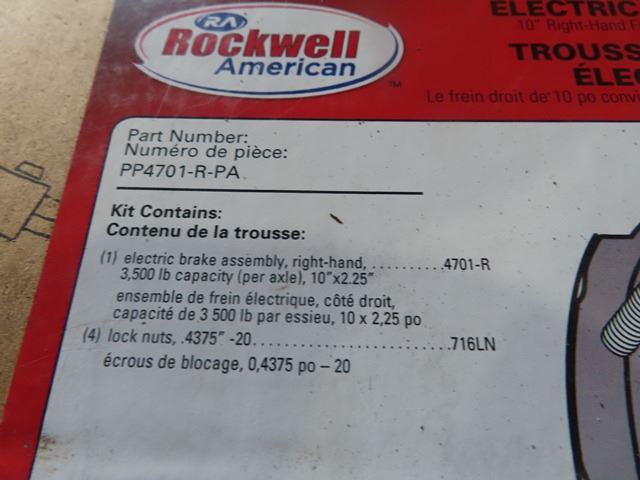 RA
Rockwell
American
™
ELECTRIC
10" Right-Hand
TROUSS
ÉLEC
Le frein droit de 10 po conv
Part Number:
Numéro de pièce:
PP4701-R-PA
Kit Contains:
Contenu de la trousse:
(1) electric brake assembly, right-hand, .........4701-R
3,500 lb capacity (per axle), 10"x2.25"
ensemble de frein électrique, côté droit,
capacité de 3 500 lb par essieu, 10 x 2,25 po
(4) lock nuts, .4375" -20............................716LN
écrous de blocage, 0,4375 po – 20